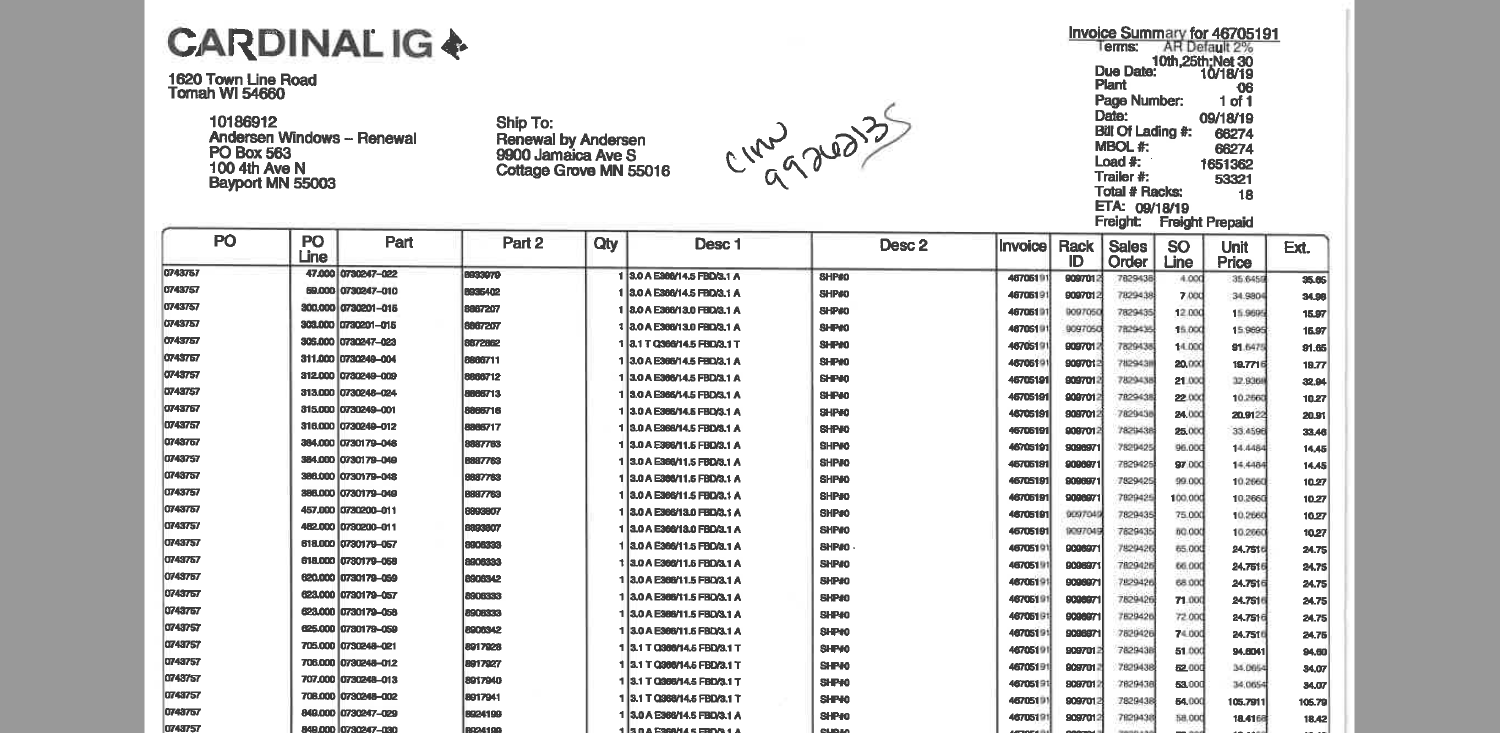 CARDINAL IG
1620 Town Line Road
Tomah WI 54660
10186912
Andersen Windows – Renewal
PO Box 563
100 4th Ave N
Bayport MN 55003
Ship To:
Renewal by Andersen
9900 Jamaica Ave S
Cottage Grove MN 55016
Invoice Summary for 46705191
Terms: AR Default 2%
10th,25th;Net 30
Due Date: 10/18/19
Plant 06
Page Number: 1 of 1
Date: 09/18/19
Bill Of Lading #: 66274
MBOL #: 66274
Load #: 1651362
Trailer #: 53321
Total # Racks: 18
ETA: 09/18/19
Freight: Freight Prepaid
PO PO Line Part Part 2 Qty Desc 1 Desc 2 Invoice Rack ID Sales Order SO Line Unit Price Ext.
0743757 47.000 0730247–022 8933979 1 3.0 A E366/14.5 FBD/3.1 A SHP#0 46705191 9097012 7829438 4.000 35.6459 35.65
0743757 59.000 0730247–010 8935402 1 3.0 A E366/14.5 FBD/3.1 A SHP#0 46705191 9097012 7829438 7.000 34.9804 34.98
0743757 300.000 0730201–015 8867207 1 3.0 A E366/13.0 FBD/3.1 A SHP#0 46705191 9097050 7829435 12.000 15.9695 15.97
0743757 303.000 0730201–015 8867207 1 3.0 A E366/13.0 FBD/3.1 A SHP#0 46705191 9097050 7829435 15.000 15.9695 15.97
0743757 305.000 0730247–023 8872862 1 3.1 T Q366/14.5 FBD/3.1 T SHP#0 46705191 9097012 7829438 14.000 91.6475 91.65
0743757 311.000 0730249–004 8886711 1 3.0 A E366/14.5 FBD/3.1 A SHP#0 46705191 9097012 7829438 20.000 19.7716 19.77
0743757 312.000 0730249–009 8886712 1 3.0 A E366/14.5 FBD/3.1 A SHP#0 46705191 9097012 7829438 21.000 32.9368 32.94
0743757 313.000 0730248–024 8886713 1 3.0 A E366/14.5 FBD/3.1 A SHP#0 46705191 9097012 7829438 22.000 10.2660 10.27
0743757 315.000 0730249–001 8886716 1 3.0 A E366/14.5 FBD/3.1 A SHP#0 46705191 9097012 7829438 24.000 20.9122 20.91
0743757 316.000 0730249–012 8886717 1 3.0 A E366/14.5 FBD/3.1 A SHP#0 46705191 9097012 7829438 25.000 33.4596 33.46
0743757 384.000 0730179–048 8887763 1 3.0 A E366/11.5 FBD/3.1 A SHP#0 46705191 9096971 7829425 96.000 14.4484 14.45
0743757 384.000 0730179–049 8887763 1 3.0 A E366/11.5 FBD/3.1 A SHP#0 46705191 9096971 7829425 97.000 14.4484 14.45
0743757 386.000 0730179–048 8887763 1 3.0 A E366/11.5 FBD/3.1 A SHP#0 46705191 9096971 7829425 99.000 10.2660 10.27
0743757 386.000 0730179–049 8887763 1 3.0 A E366/11.5 FBD/3.1 A SHP#0 46705191 9096971 7829425 100.000 10.2660 10.27
0743757 457.000 0730200–011 8893807 1 3.0 A E366/13.0 FBD/3.1 A SHP#0 46705191 9097049 7829435 75.000 10.2660 10.27
0743757 462.000 0730200–011 8893807 1 3.0 A E366/13.0 FBD/3.1 A SHP#0 46705191 9097049 7829435 80.000 10.2660 10.27
0743757 618.000 0730179–057 8906333 1 3.0 A E366/11.5 FBD/3.1 A SHP#0 46705191 9096971 7829426 65.000 24.7516 24.75
0743757 618.000 0730179–058 8906333 1 3.0 A E366/11.5 FBD/3.1 A SHP#0 46705191 9096971 7829426 66.000 24.7516 24.75
0743757 620.000 0730179–059 8906342 1 3.0 A E366/11.5 FBD/3.1 A SHP#0 46705191 9096971 7829426 68.000 24.7516 24.75
0743757 623.000 0730179–057 8906333 1 3.0 A E366/11.5 FBD/3.1 A SHP#0 46705191 9096971 7829426 71.000 24.7516 24.75
0743757 623.000 0730179–058 8906333 1 3.0 A E366/11.5 FBD/3.1 A SHP#0 46705191 9096971 7829426 72.000 24.7516 24.75
0743757 625.000 0730179–059 8906342 1 3.0 A E366/11.5 FBD/3.1 A SHP#0 46705191 9096971 7829426 74.000 24.7516 24.75
0743757 705.000 0730248–021 8917928 1 3.1 T Q366/14.5 FBD/3.1 T SHP#0 46705191 9097012 7829438 51.000 94.6041 94.60
0743757 706.000 0730248–012 8917927 1 3.1 T Q366/14.5 FBD/3.1 T SHP#0 46705191 9097012 7829438 52.000 34.0654 34.07
0743757 707.000 0730248–013 8917940 1 3.1 T Q366/14.5 FBD/3.1 T SHP#0 46705191 9097012 7829438 53.000 34.0654 34.07
0743757 708.000 0730248–002 8917941 1 3.1 T Q366/14.5 FBD/3.1 T SHP#0 46705191 9097012 7829438 54.000 105.7911 105.79
0743757 849.000 0730247–029 8924199 1 3.0 A E366/14.5 FBD/3.1 A SHP#0 46705191 9097012 7829438 58.000 18.4168 18.42
0743757 849.000 0730247–030 8924199